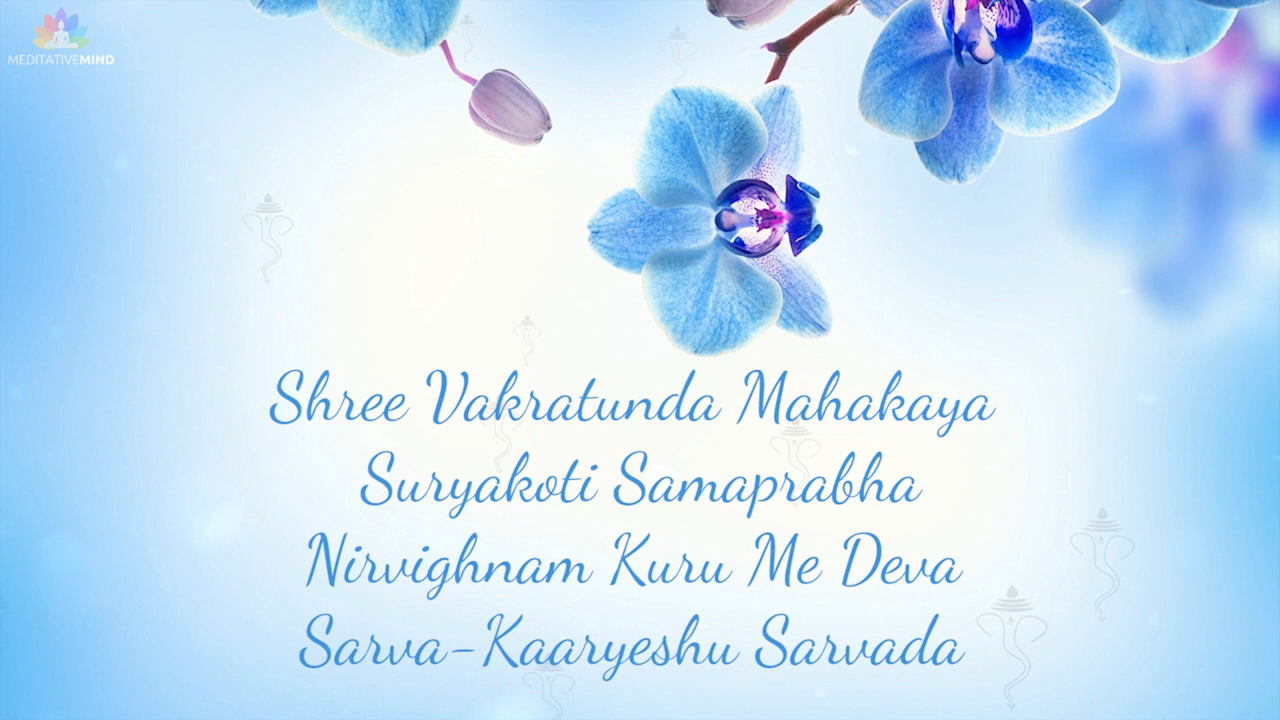 MEDITATIVEMIND
Shree Vakratunda Mahakaya
Suryakoti Samaprabha
Nirvighnam Kuru Me Deva
Sarva-Kaaryeshu Sarvada